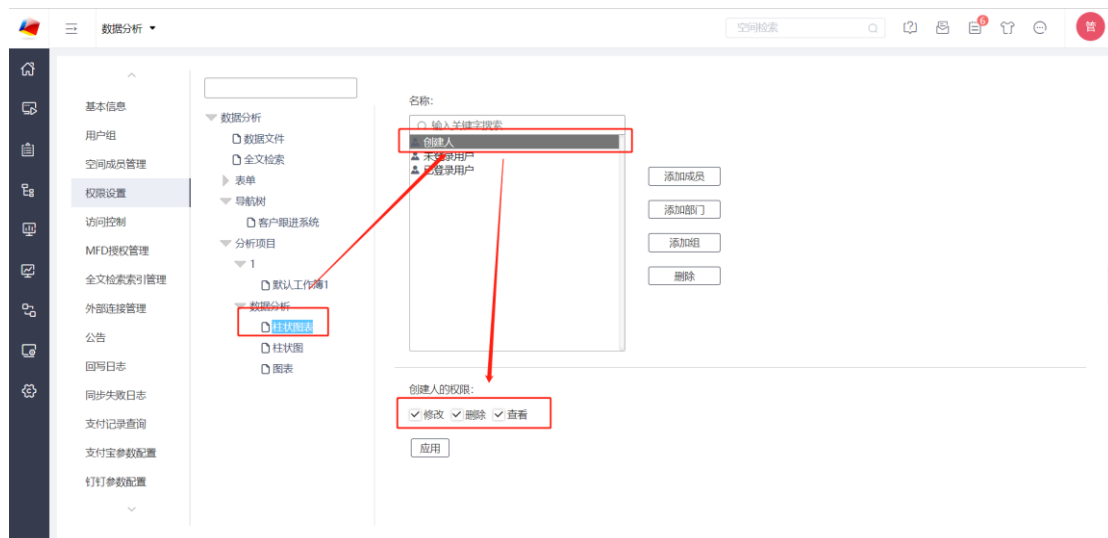 数据分析
空间检索
6
管
基本信息
用户组
空间成员管理
权限设置
访问控制
MFD授权管理
全文检索索引管理
外部连接管理
公告
回写日志
同步失败日志
支付记录查询
支付宝参数配置
钉钉参数配置
数据分析
数据文件
全文检索
表单
导航树
客户跟进系统
分析项目
1
默认工作簿1
数据分析
柱状图表
柱状图
图表
名称:
输入关键字搜索
创建人
未登录用户
已登录用户
添加成员
添加部门
添加组
删除
创建人的权限:
修改 删除 查看
应用